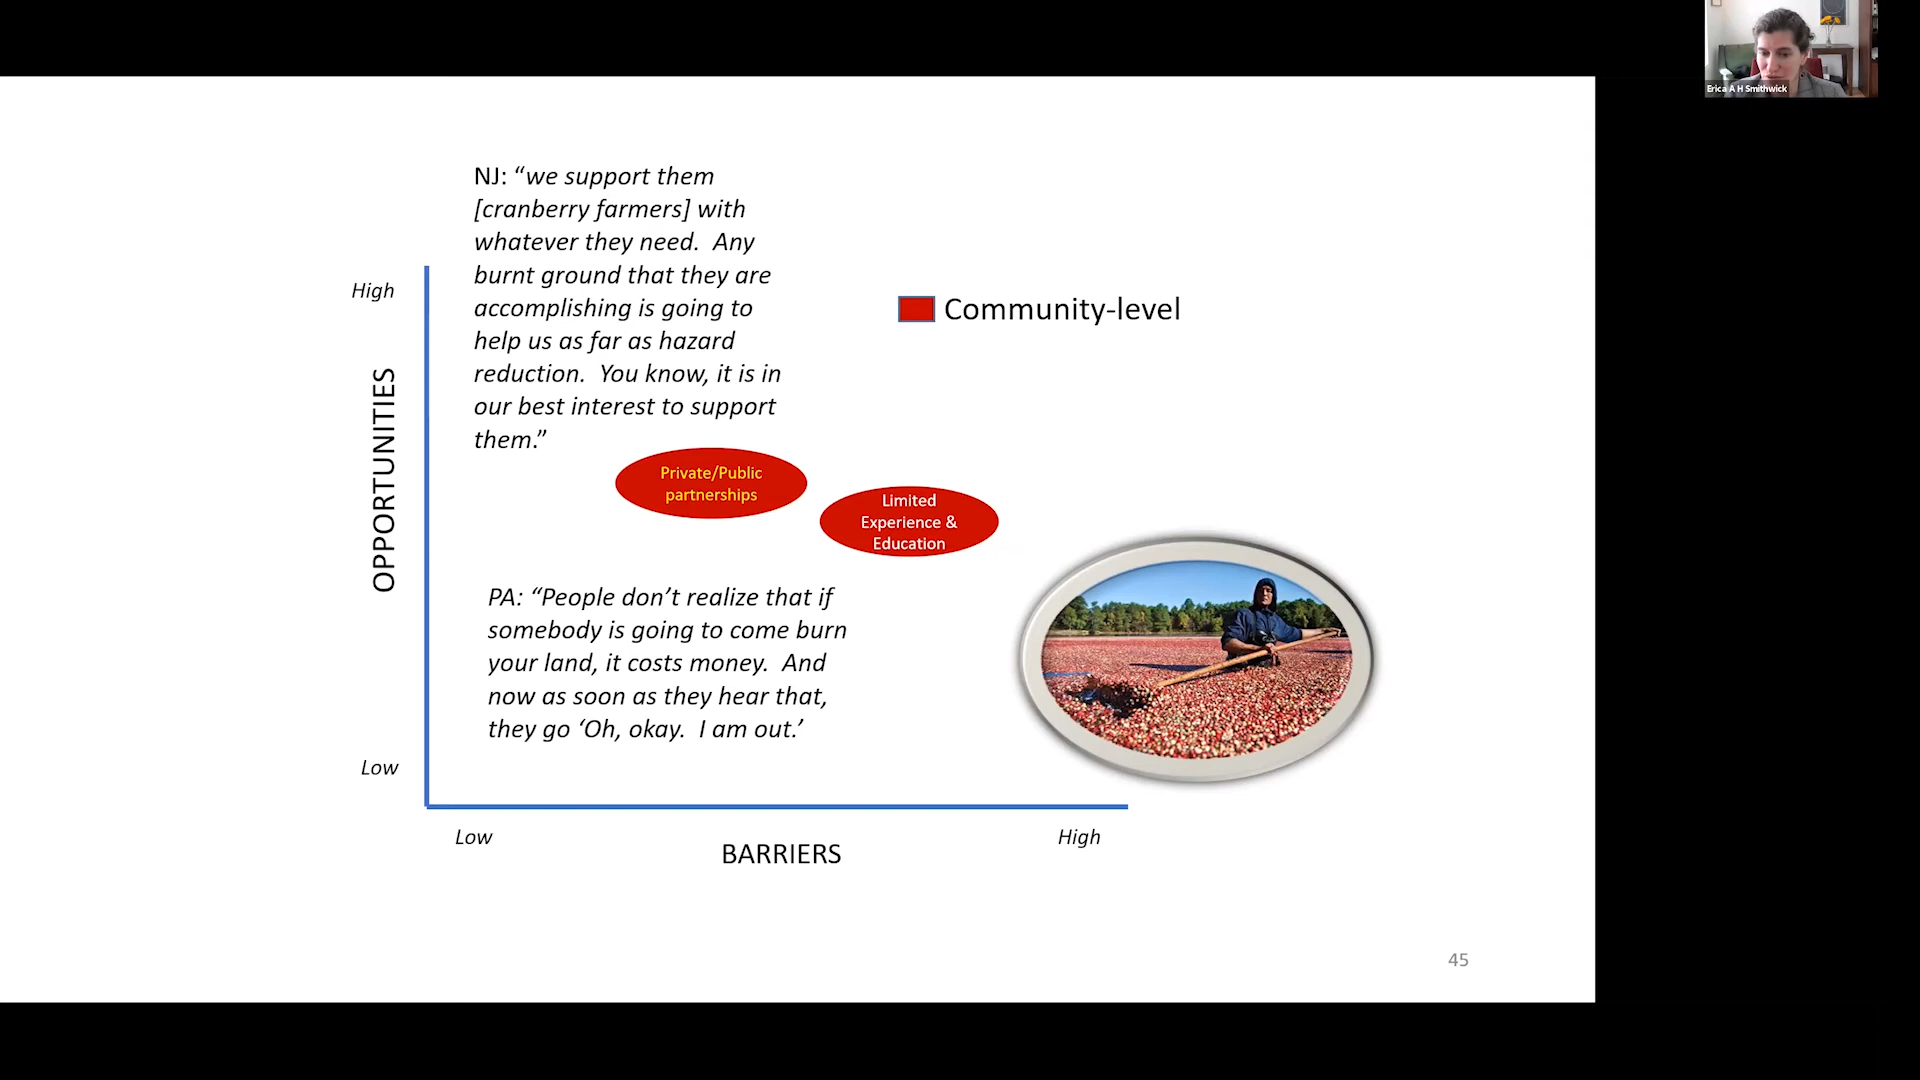 Erica A H Smithwick
NJ: “we support them
[cranberry farmers] with
whatever they need.  Any
burnt ground that they are
accomplishing is going to
help us as far as hazard
reduction.  You know, it is in
our best interest to support
them.”
High
Community-level
OPPORTUNITIES
Private/Public
partnerships
Limited
Experience &
Education
PA: “People don’t realize that if
somebody is going to come burn
your land, it costs money.  And
now as soon as they hear that,
they go ‘Oh, okay.  I am out.’
Low
Low
High
BARRIERS
45